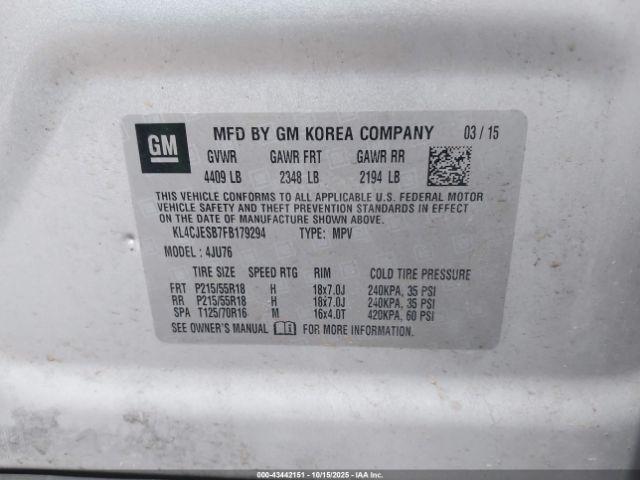 GM
MFD BY GM KOREA COMPANY 03 / 15
GVWR GAWR FRT GAWR RR
4409 LB 2348 LB 2194 LB
THIS VEHICLE CONFORMS TO ALL APPLICABLE U.S. FEDERAL MOTOR
VEHICLE SAFETY AND THEFT PREVENTION STANDARDS IN EFFECT
ON THE DATE OF MANUFACTURE SHOWN ABOVE.
KL4CJESB7FB179294 TYPE: MPV
MODEL : 4JU76
TIRE SIZE SPEED RTG RIM COLD TIRE PRESSURE
FRT P215/55R18 H 18x7.0J 240KPA, 35 PSI
RR P215/55R18 H 18x7.0J 240KPA, 35 PSI
SPA T125/70R16 M 16x4.0T 420KPA, 60 PSI
SEE OWNER'S MANUAL FOR MORE INFORMATION.
000-43442151 - 10/15/2025 - IAAI.com